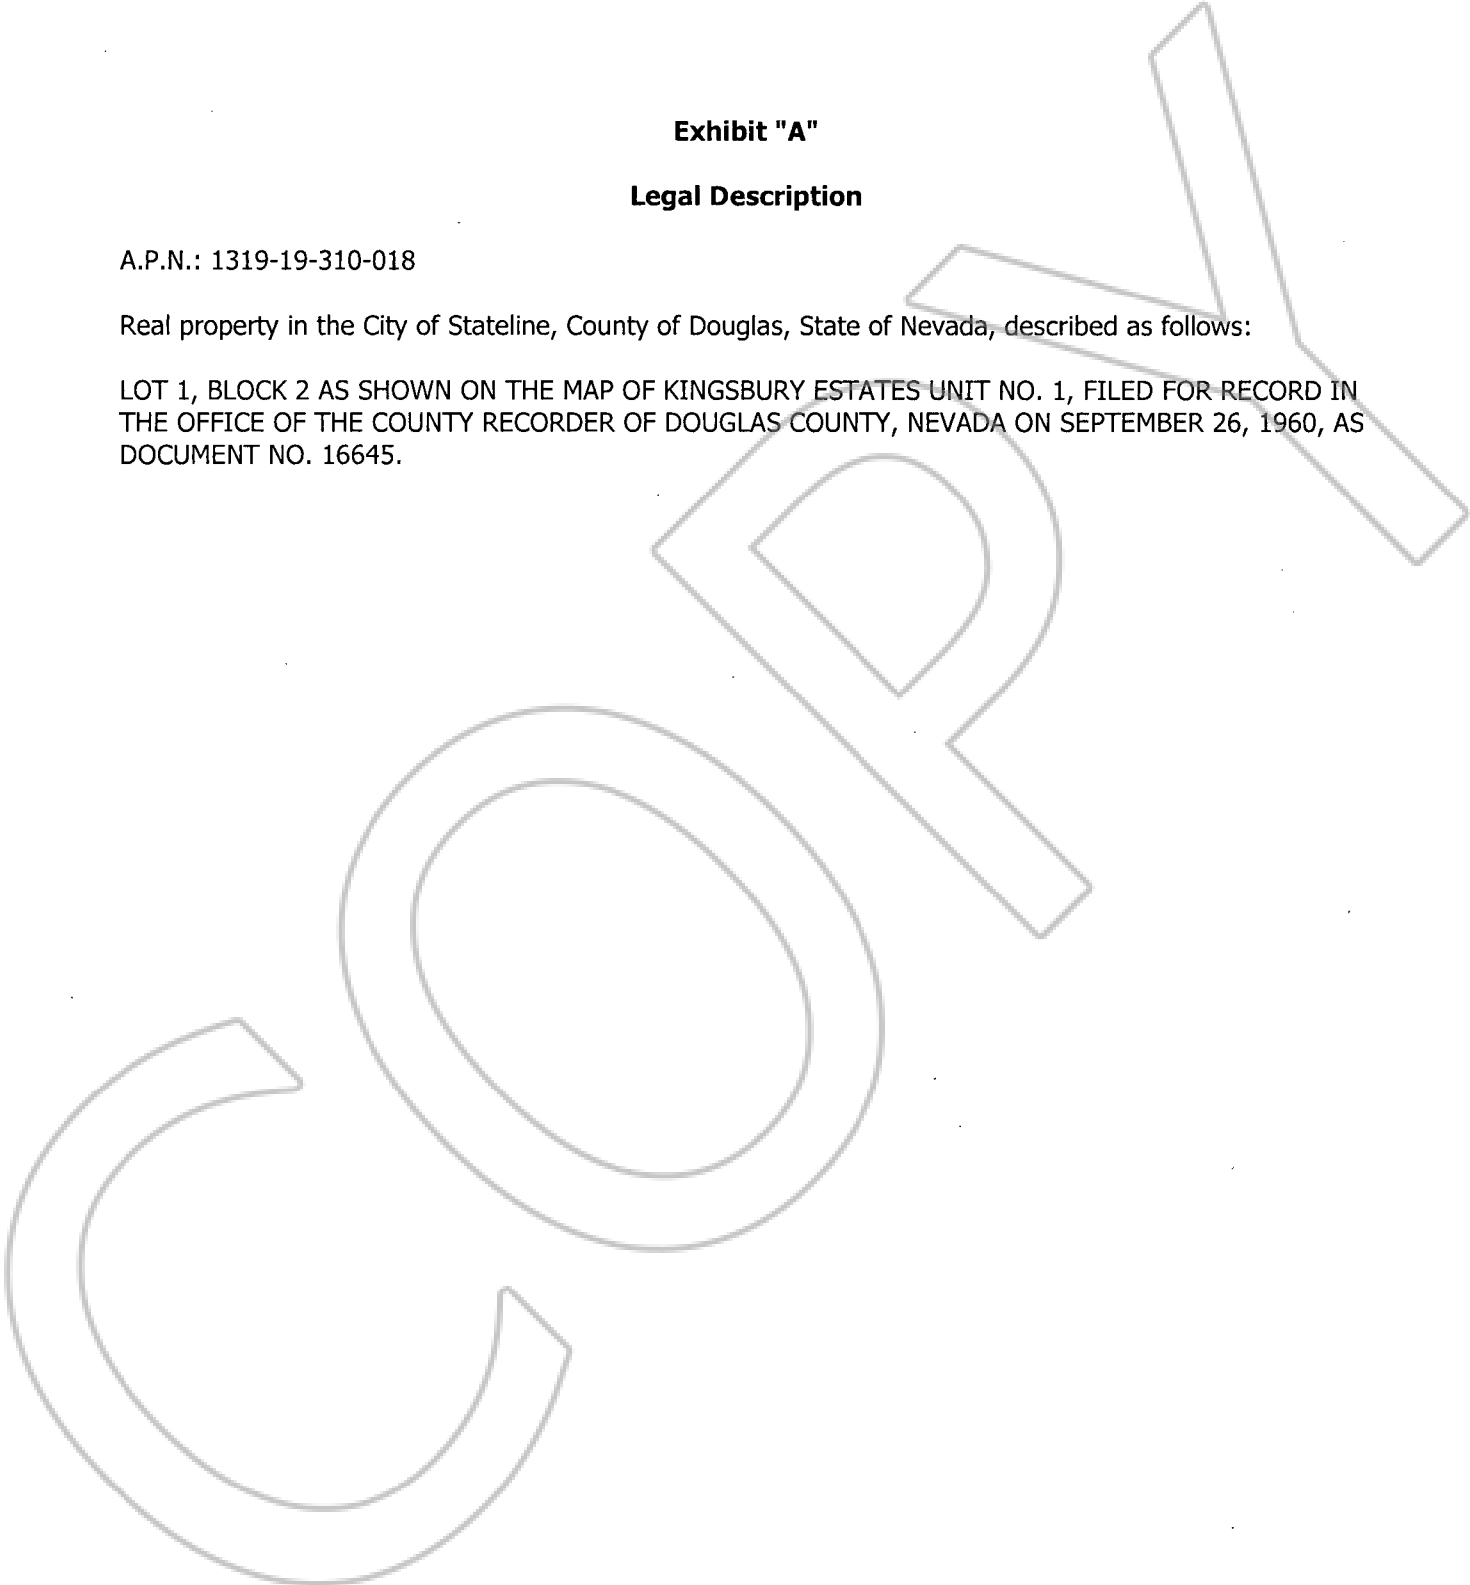 Exhibit "A"
Legal Description
A.P.N.: 1319-19-310-018
Real property in the City of Stateline, County of Douglas, State of Nevada, described as follows:
LOT 1, BLOCK 2 AS SHOWN ON THE MAP OF KINGSBURY ESTATES UNIT NO. 1, FILED FOR RECORD IN
THE OFFICE OF THE COUNTY RECORDER OF DOUGLAS COUNTY, NEVADA ON SEPTEMBER 26, 1960, AS
DOCUMENT NO. 16645.
COPY